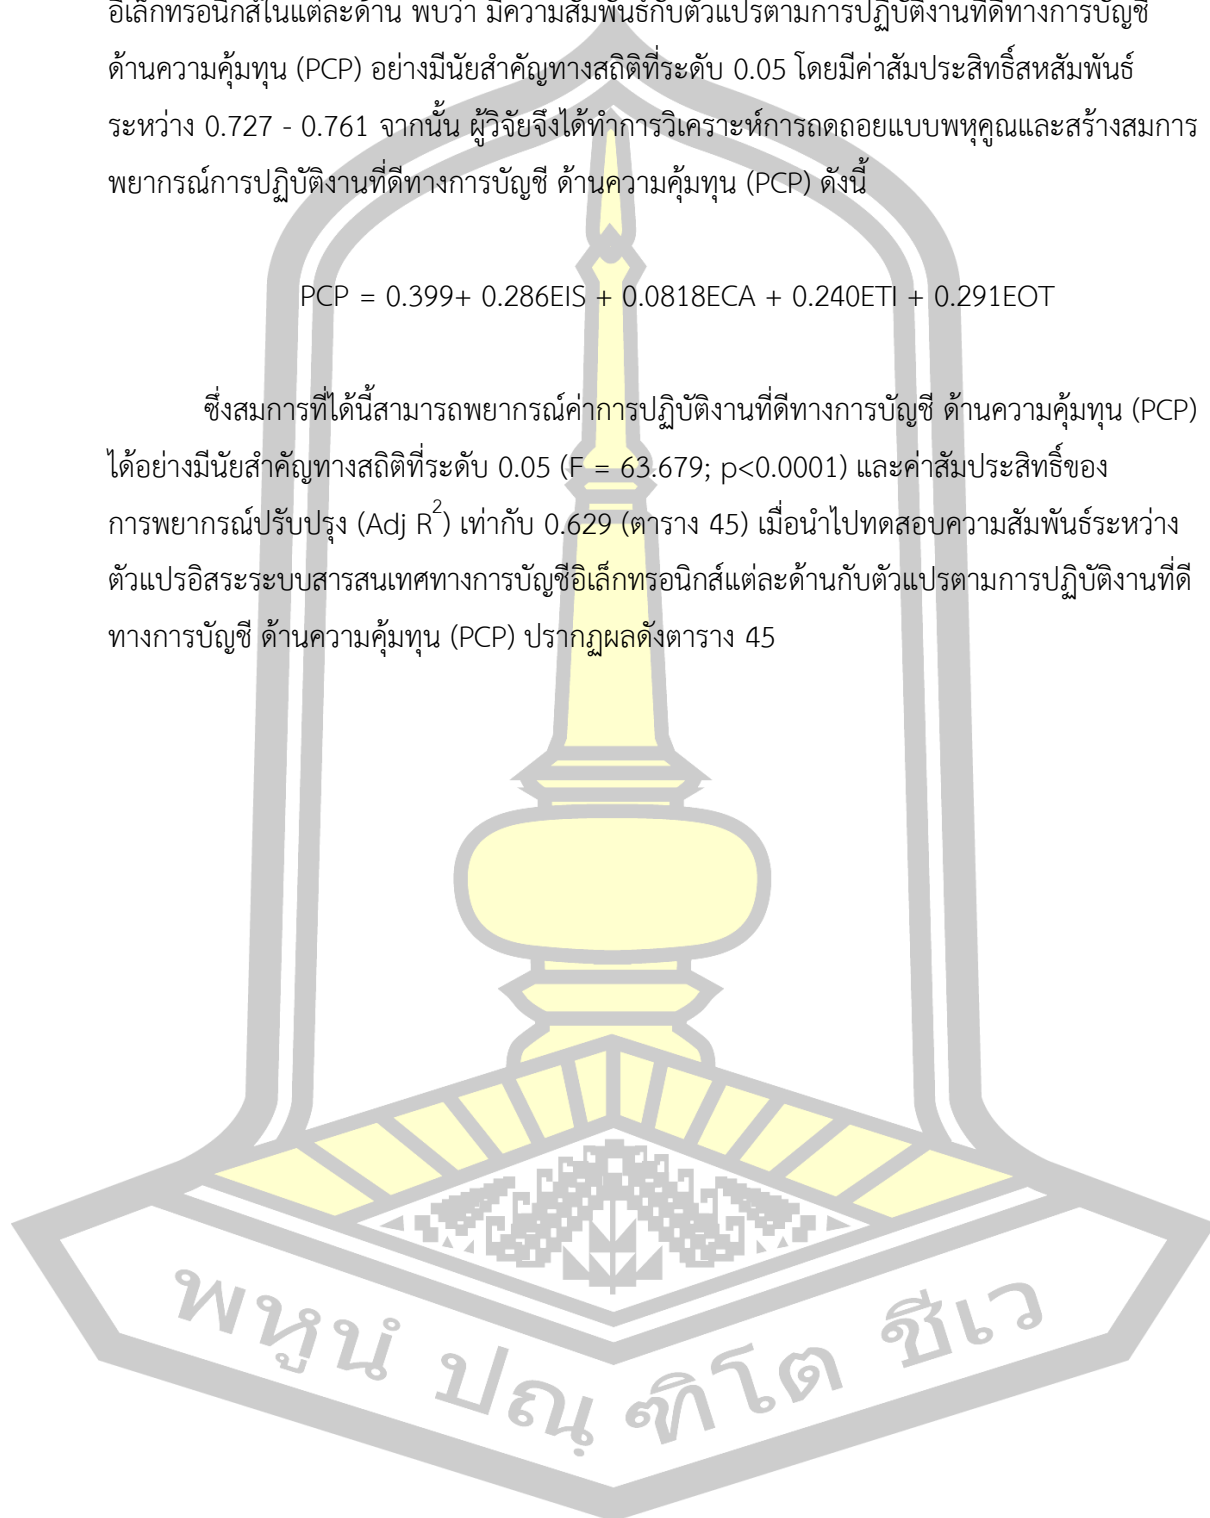 อิเล็กทรอนิกส์ในแต่ละด้าน พบว่า มีความสัมพันธ์กับตัวแปรตามการปฏิบัติงานที่ดีทางการบัญชี
ด้านความคุ้มทุน (PCP) อย่างมีนัยสำคัญทางสถิติที่ระดับ 0.05 โดยมีค่าสัมประสิทธิ์สหสัมพันธ์
ระหว่าง 0.727 - 0.761 จากนั้น ผู้วิจัยจึงได้ทำการวิเคราะห์การถดถอยแบบพหุคูณและสร้างสมการ
พยากรณ์การปฏิบัติงานที่ดีทางการบัญชี ด้านความคุ้มทุน (PCP) ดังนี้
PCP = 0.399+ 0.286EIS + 0.0818ECA + 0.240ETI + 0.291EOT
ซึ่งสมการที่ได้นี้สามารถพยากรณ์ค่าการปฏิบัติงานที่ดีทางการบัญชี ด้านความคุ้มทุน (PCP)
ได้อย่างมีนัยสำคัญทางสถิติที่ระดับ 0.05 (F = 63.679; p<0.0001) และค่าสัมประสิทธิ์ของ
การพยากรณ์ปรับปรุง (Adj R²) เท่ากับ 0.629 (ตาราง 45) เมื่อนำไปทดสอบความสัมพันธ์ระหว่าง
ตัวแปรอิสระระบบสารสนเทศทางการบัญชีอิเล็กทรอนิกส์แต่ละด้านกับตัวแปรตามการปฏิบัติงานที่ดี
ทางการบัญชี ด้านความคุ้มทุน (PCP) ปรากฏผลดังตาราง 45
พหูนํ ปณฺฑิโต ชีเว